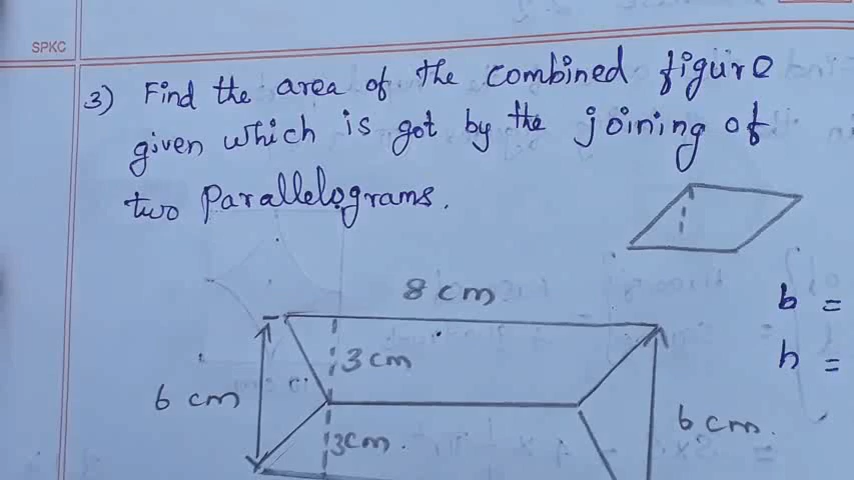 SPKC
3) Find the area of the combined figure
given which is got by the joining of
two Parallelograms.
8 cm
b =
3 cm
h =
6 cm
6 cm.
3cm.